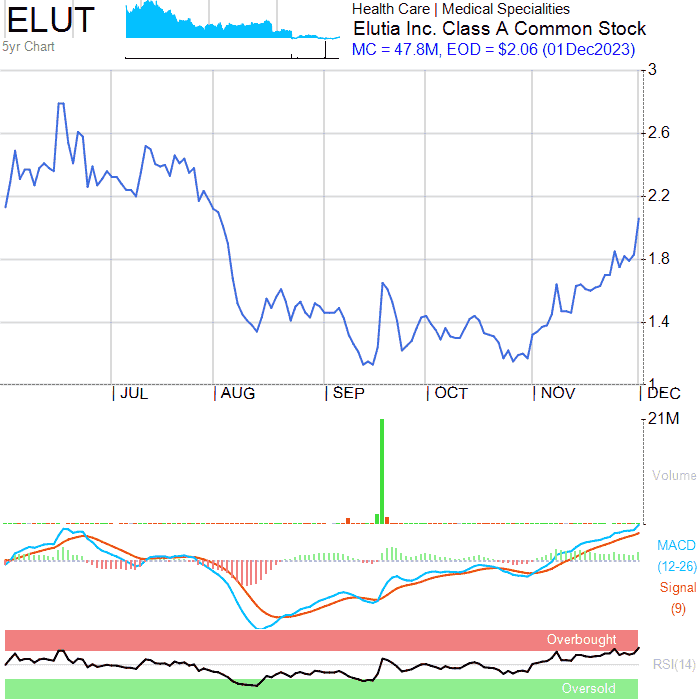 ELUT
5yr Chart
Health Care | Medical Specialities
Elutia Inc. Class A Common Stock
MC = 47.8M, EOD = $2.06 (01Dec2023)
3
2.6
2.2
1.8
1.4
1
JUL
AUG
SEP
OCT
NOV
DEC
21M
Volume
MACD
(12-26)
Signal
(9)
Overbought
RSI(14)
Oversold